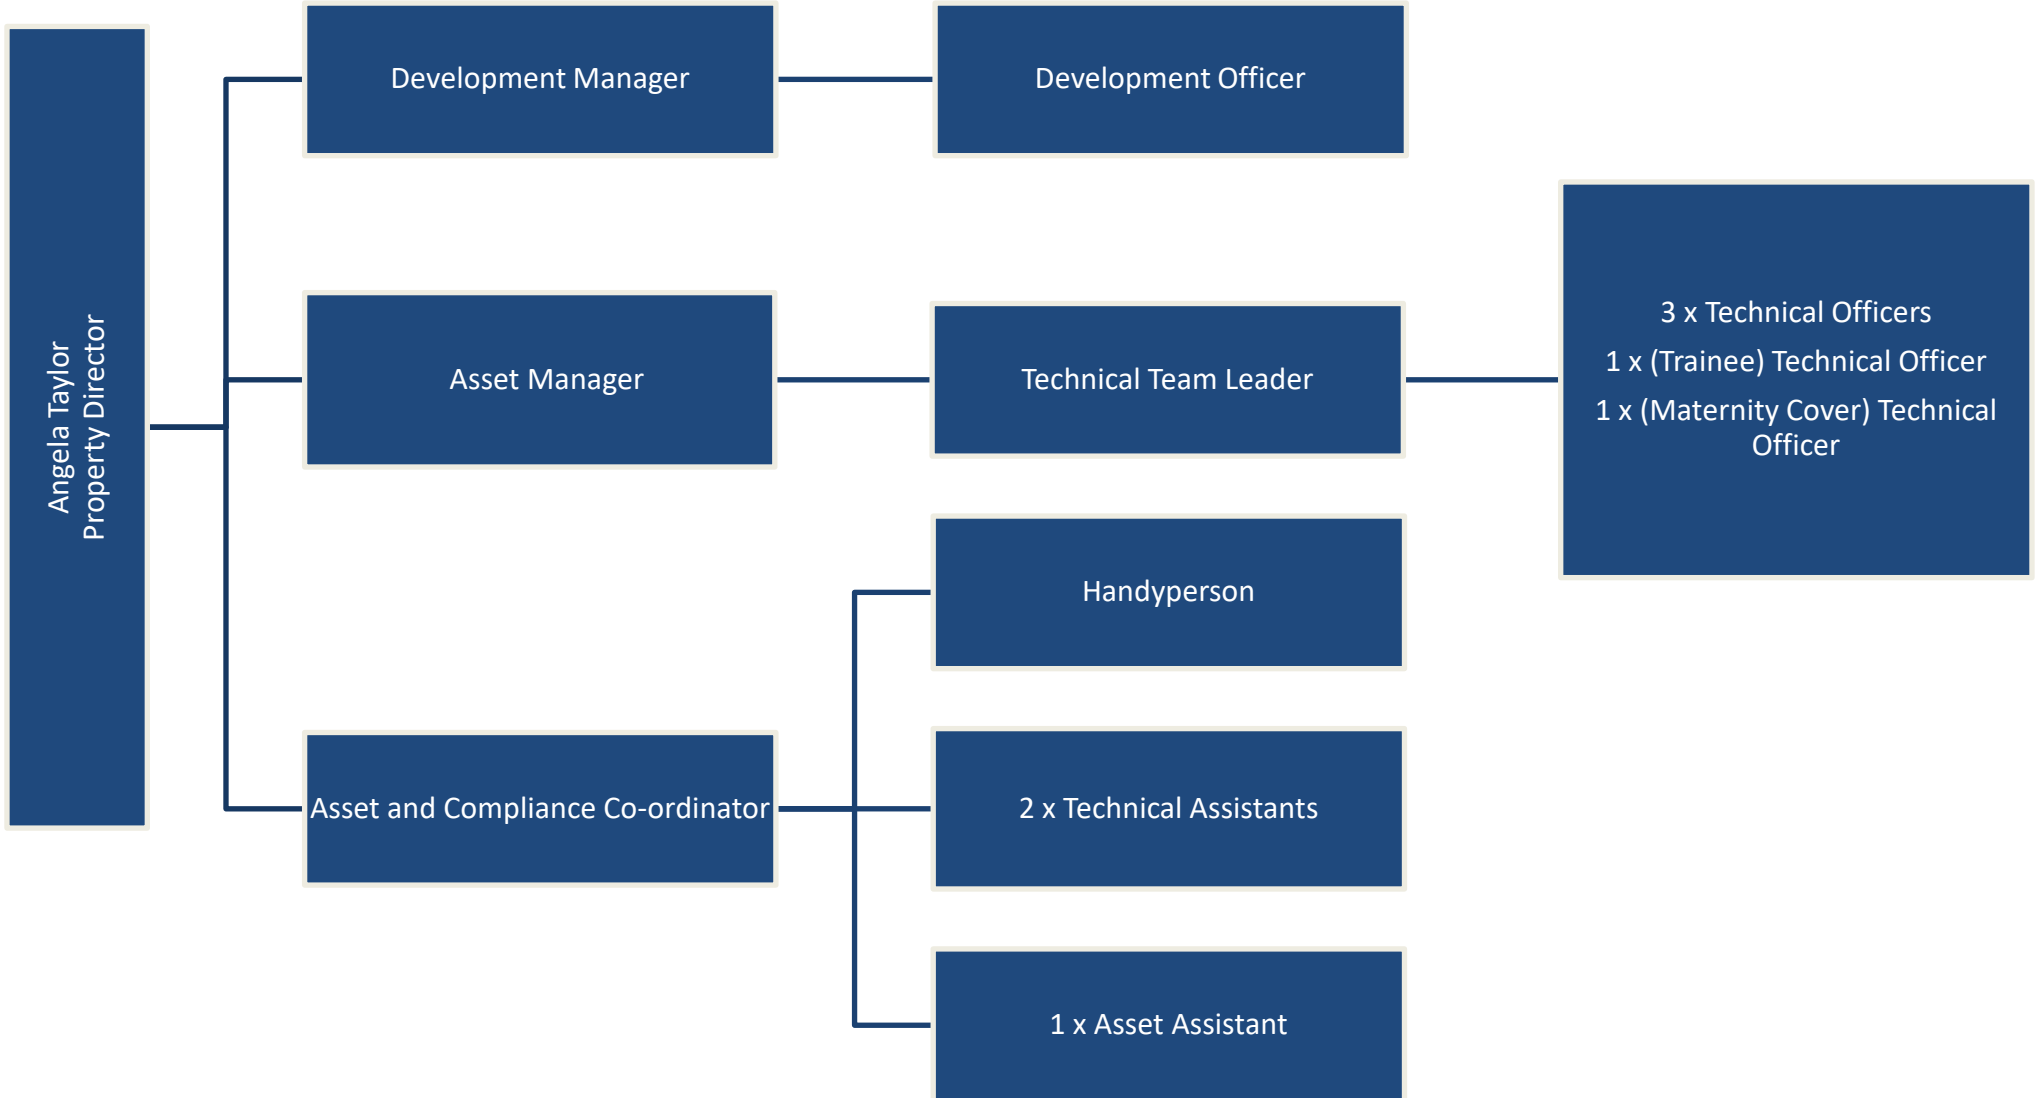 Angela Taylor
Property Director
Development Manager
Development Officer
Asset Manager
Technical Team Leader
3 x Technical Officers
1 x (Trainee) Technical Officer
1 x (Maternity Cover) Technical
Officer
Asset and Compliance Co-ordinator
Handyperson
2 x Technical Assistants
1 x Asset Assistant